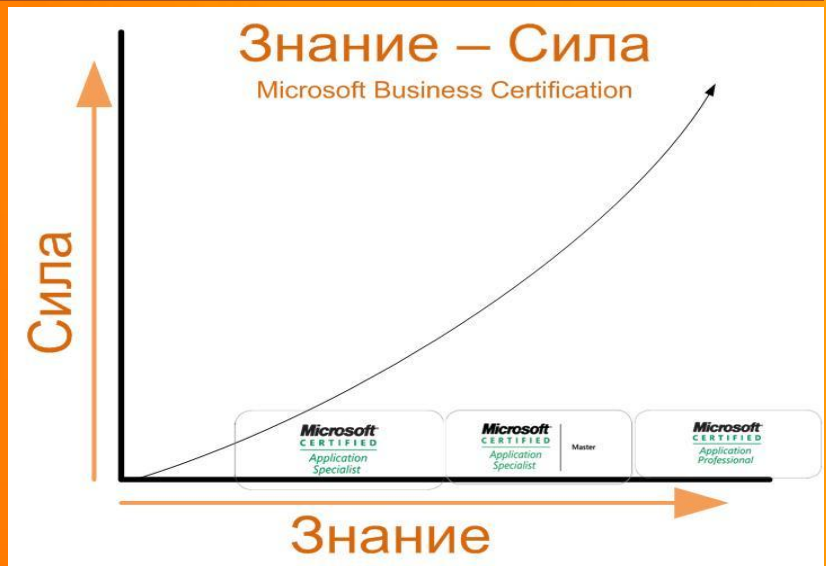 Знание – Сила
Microsoft Business Certification
Сила
Microsoft
CERTIFIED
Application
Specialist
Microsoft
CERTIFIED
Application
Specialist
Master
Microsoft
CERTIFIED
Application
Professional
Знание